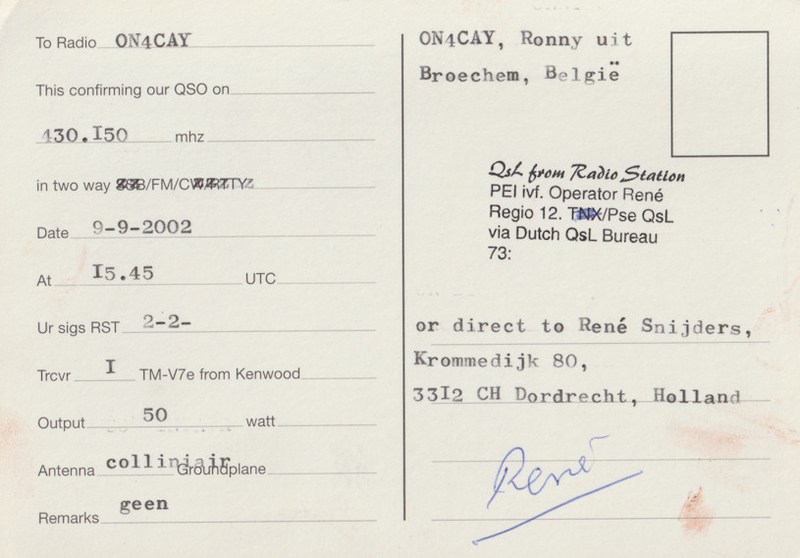 To Radio ON4CAY
This confirming our QSO on
430.I50 mhz
in two way SSB/FM/CW/RTTY
Date 9-9-2002
At I5.45 UTC
Ur sigs RST 2-2-
Trcvr I TM-V7e from Kenwood
Output 50 watt
Antenna colliniair Groundplane
Remarks geen
ON4CAY, Ronny uit
Broechem, België
QsL from Radio Station
PEI ivf. Operator René
Regio 12. TNX/Pse QsL
via Dutch QsL Bureau
73:
or direct to René Snijders,
Krommedijk 80,
33I2 CH Dordrecht, Holland
René